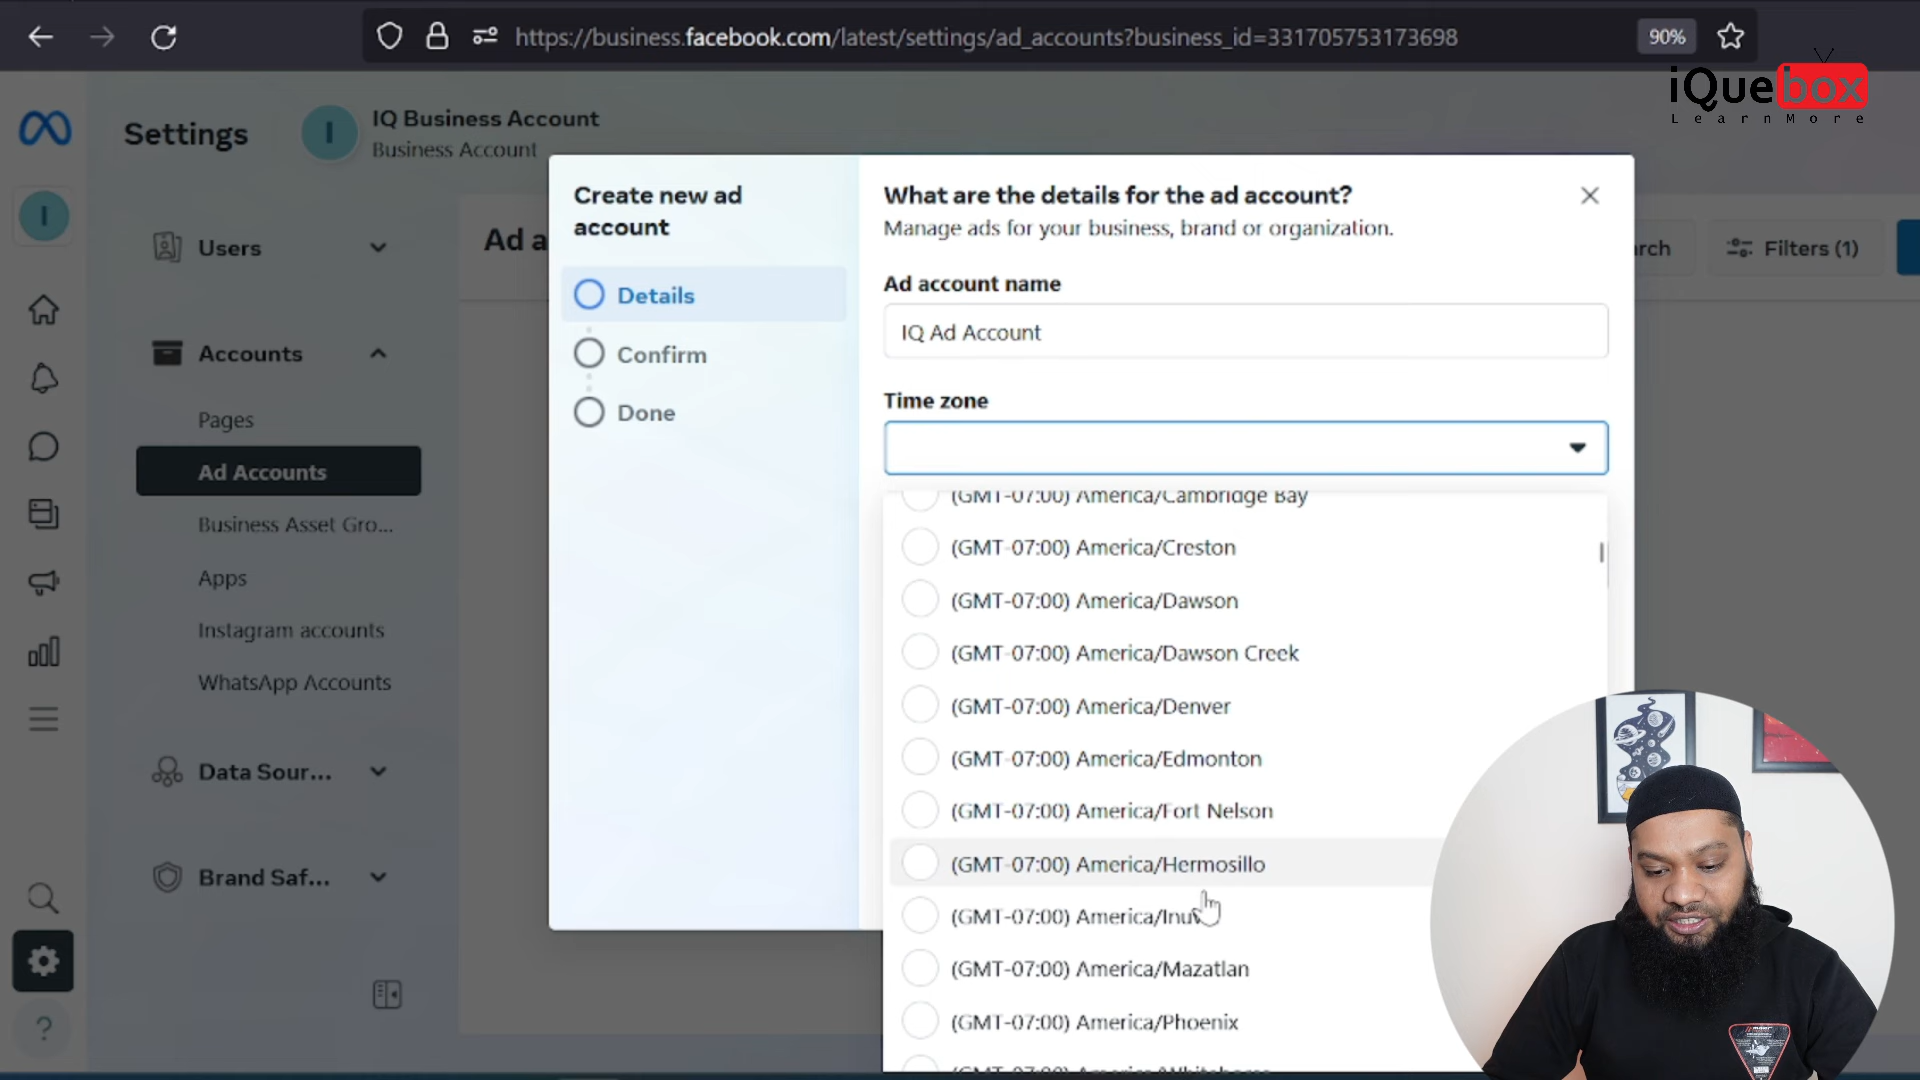 https://business.facebook.com/latest/settings/ad_accounts?business_id=331705753173698
90%
iQuebox
LearnMore
Settings
I
IQ Business Account
Business Account
I
Users
Accounts
Pages
Ad Accounts
Business Asset Gro...
Apps
Instagram accounts
WhatsApp Accounts
Data Sour...
Brand Saf...
?
Ad a
rch
Filters (1)
Create new ad
account
Details
Confirm
Done
What are the details for the ad account?
Manage ads for your business, brand or organization.
Ad account name
IQ Ad Account
Time zone
(GMT-07:00) America/Cambridge Bay
(GMT-07:00) America/Creston
(GMT-07:00) America/Dawson
(GMT-07:00) America/Dawson Creek
(GMT-07:00) America/Denver
(GMT-07:00) America/Edmonton
(GMT-07:00) America/Fort Nelson
(GMT-07:00) America/Hermosillo
(GMT-07:00) America/Inuv
(GMT-07:00) America/Mazatlan
(GMT-07:00) America/Phoenix